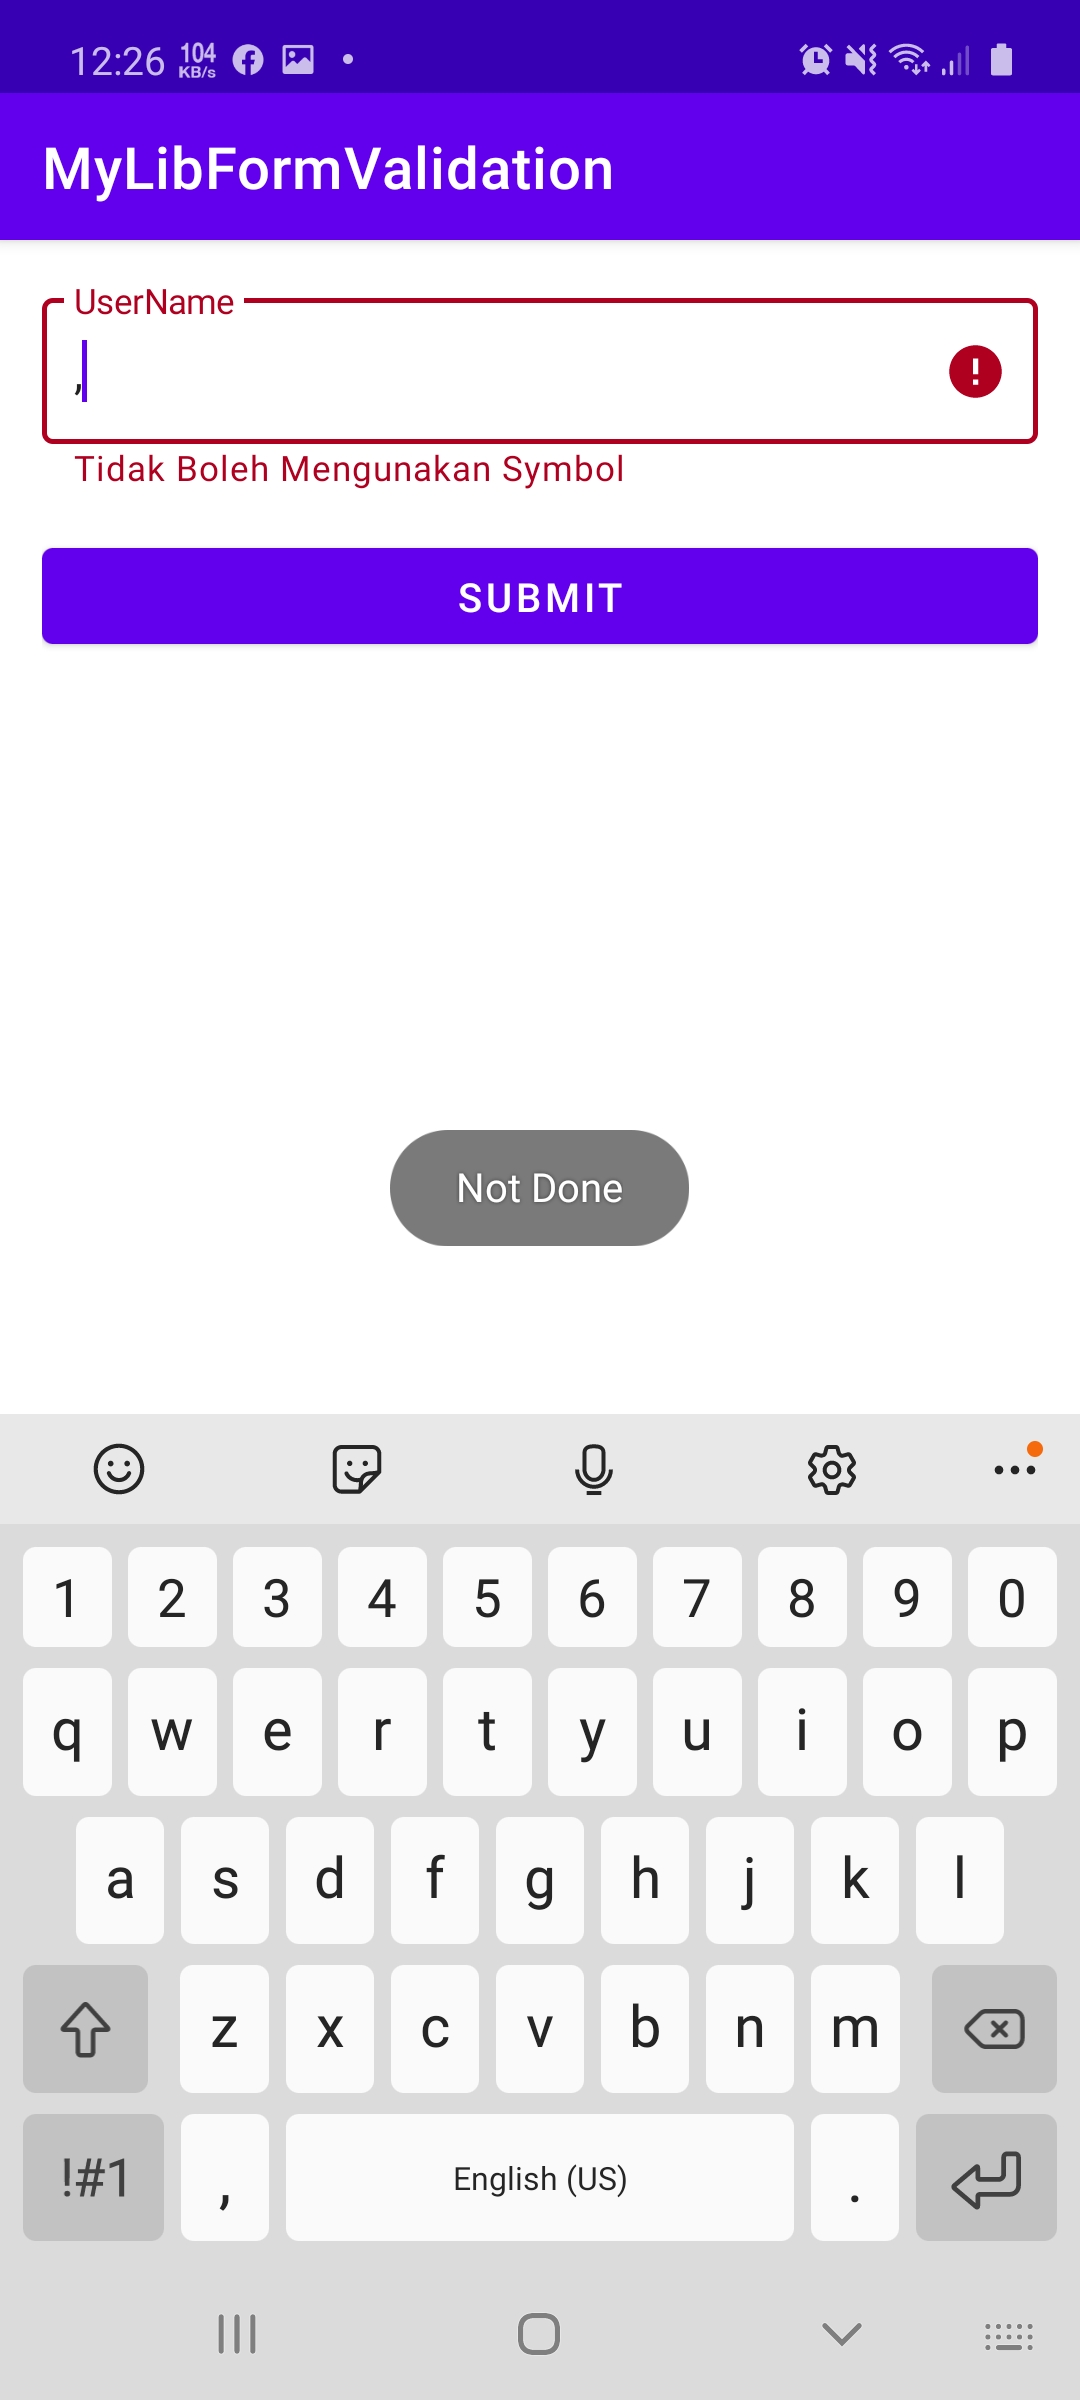 12:26 104 KB/s
MyLibFormValidation
UserName
,
Tidak Boleh Mengunakan Symbol
SUBMIT
Not Done
1 2 3 4 5 6 7 8 9 0
q w e r t y u i o p
a s d f g h j k l
z x c v b n m
!#1 , English (US) .